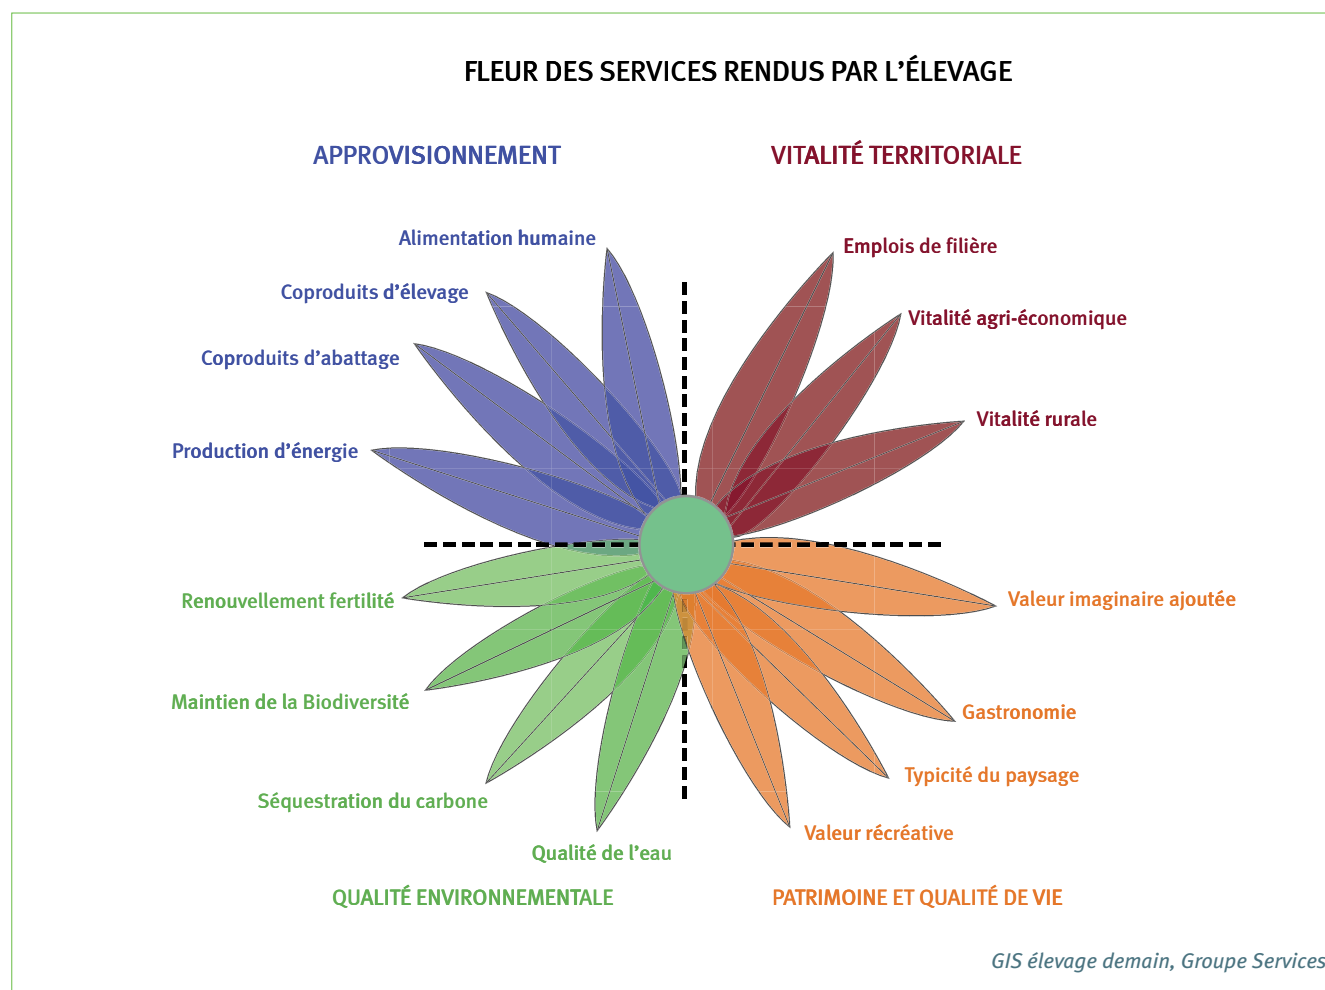 FLEUR DES SERVICES RENDUS PAR L’ÉLEVAGE
APPROVISIONNEMENT
VITALITÉ TERRITORIALE
Alimentation humaine
Emplois de filière
Coproduits d’élevage
Vitalité agri-économique
Coproduits d’abattage
Vitalité rurale
Production d’énergie
Renouvellement fertilité
Valeur imaginaire ajoutée
Maintien de la Biodiversité
Gastronomie
Typicité du paysage
Séquestration du carbone
Valeur récréative
Qualité de l’eau
QUALITÉ ENVIRONNEMENTALE
PATRIMOINE ET QUALITÉ DE VIE
GIS élevage demain, Groupe Services